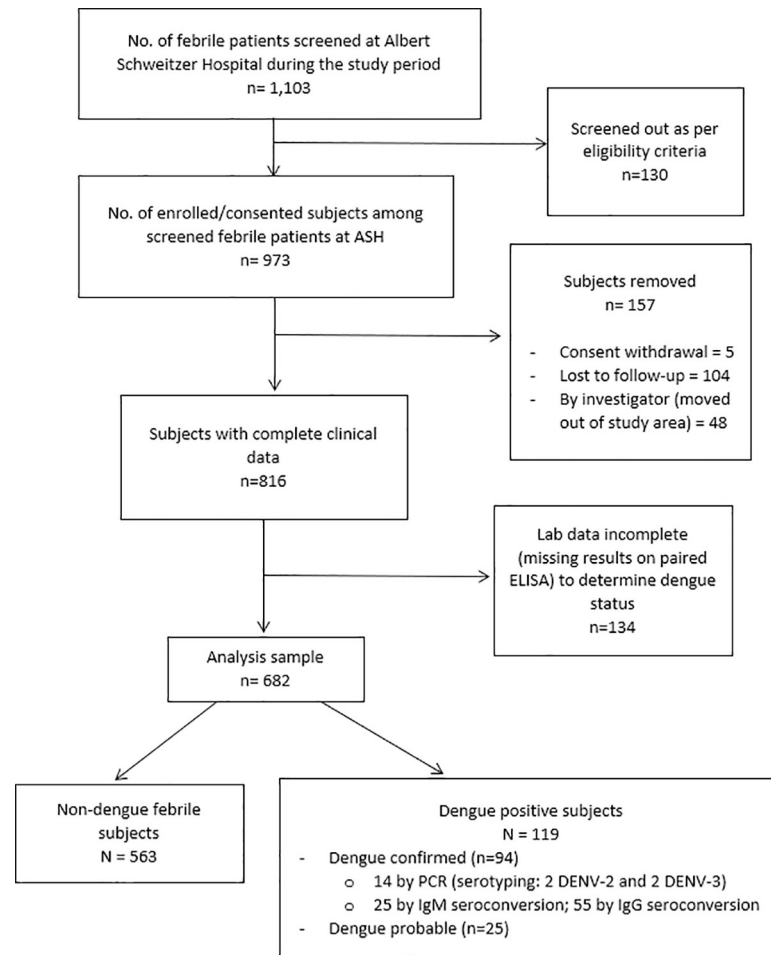 No. of febrile patients screened at Albert
Schweitzer Hospital during the study period
n= 1,103
Screened out as per
eligibility criteria
n=130
No. of enrolled/consented subjects among
screened febrile patients at ASH
n= 973
Subjects removed
n= 157
- Consent withdrawal = 5
- Lost to follow-up = 104
- By investigator (moved
out of study area) = 48
Subjects with complete clinical
data
n=816
Lab data incomplete
(missing results on paired
ELISA) to determine dengue
status
n=134
Analysis sample
n= 682
Non-dengue febrile
subjects
N = 563
Dengue positive subjects
N = 119
- Dengue confirmed (n=94)
o 14 by PCR (serotyping: 2 DENV-2 and 2 DENV-3)
o 25 by IgM seroconversion; 55 by IgG seroconversion
- Dengue probable (n=25)